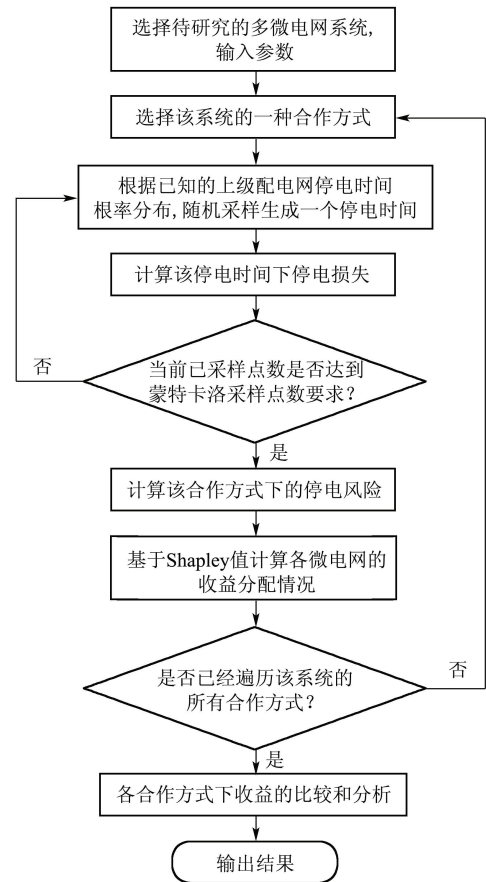 选择待研究的多微电网系统,
输入参数
选择该系统的一种合作方式
根据已知的上级配电网停电时间
根率分布,随机采样生成一个停电时间
计算该停电时间下停电损失
当前已采样点数是否达到
蒙特卡洛采样点数要求?
否
是
计算该合作方式下的停电风险
基于Shapley值计算各微电网的
收益分配情况
是否已经遍历该系统的
所有合作方式?
否
是
各合作方式下收益的比较和分析
输出结果